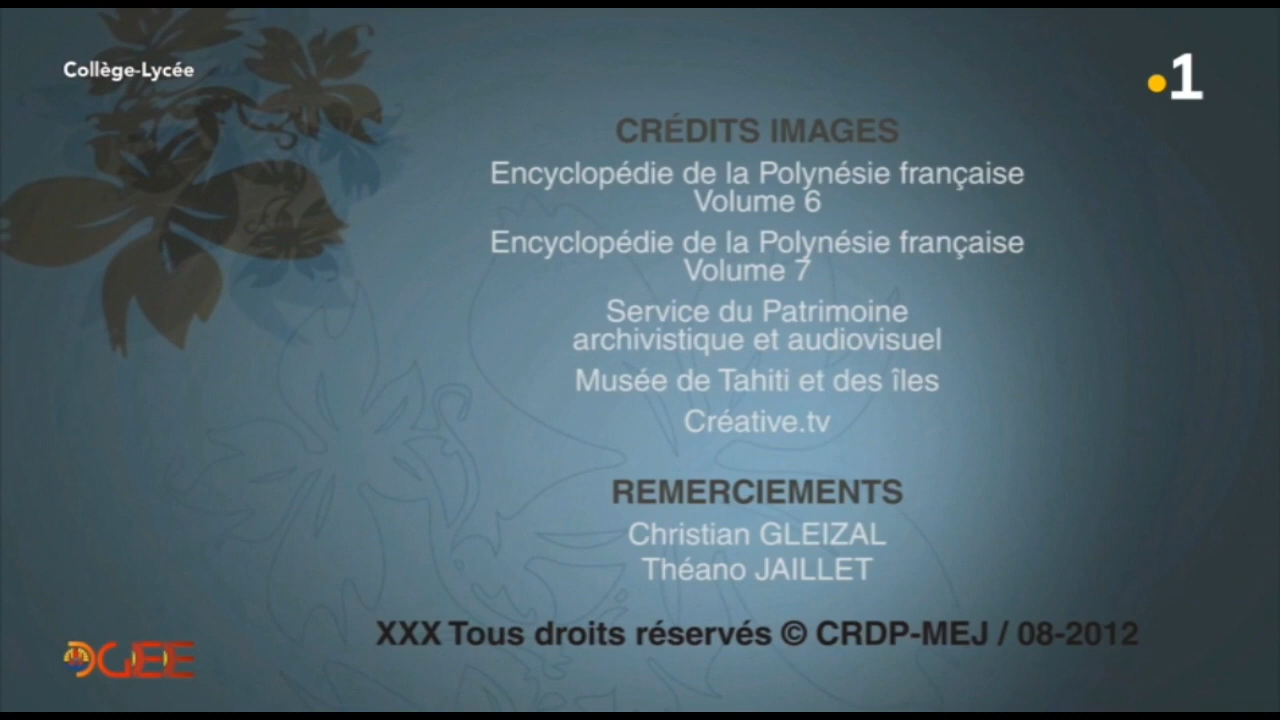 Collège-Lycée
1
CRÉDITS IMAGES
Encyclopédie de la Polynésie française
Volume 6
Encyclopédie de la Polynésie française
Volume 7
Service du Patrimoine
archivistique et audiovisuel
Musée de Tahiti et des îles
Créative.tv
REMERCIEMENTS
Christian GLEIZAL
Théano JAILLET
XXX Tous droits réservés © CRDP-MEJ / 08-2012
DGEE